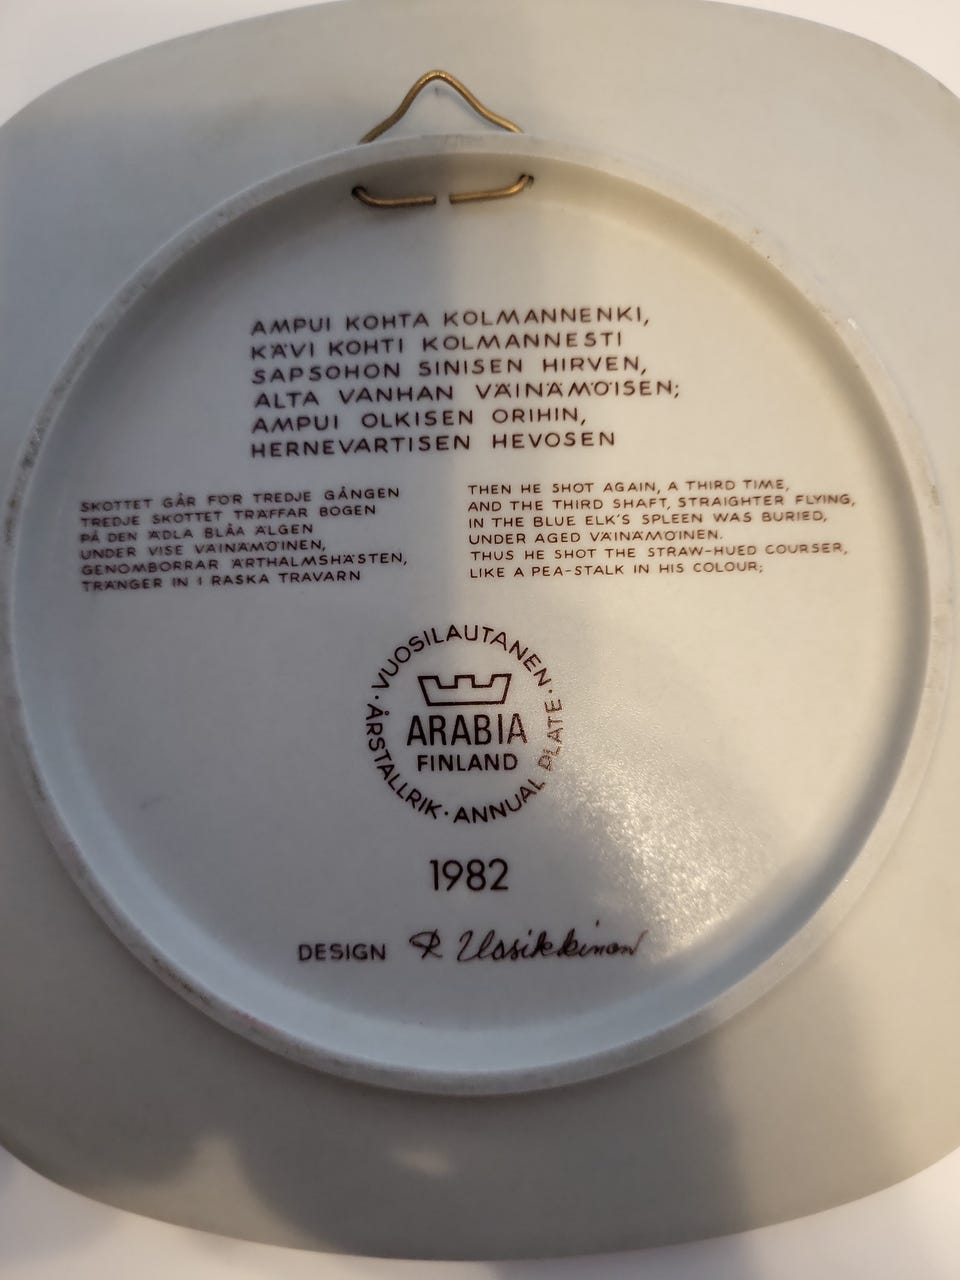 AMPUI KOHTA KOLMANNENKI,
KÄVI KOHTI KOLMANNESTI
SAPSOHON SINISEN HIRVEN,
ALTA VANHAN VÄINÄMÖISEN;
AMPUI OLKISEN ORIHIN,
HERNEVARTISEN HEVOSEN
SKOTTET GÅR FÖR TREDJE GÅNGEN
TREDJE SKOTTET TRÄFFAR BOGEN
PÅ DEN ÄDLA BLÅA ÄLGEN
UNDER VISE VÄINÄMÖINEN,
GENOMBORRAR ÄRTHALMSHÄSTEN,
TRÄNGER IN I RASKA TRAVARN
THEN HE SHOT AGAIN, A THIRD TIME,
AND THE THIRD SHAFT, STRAIGHTER FLYING,
IN THE BLUE ELK'S SPLEEN WAS BURIED,
UNDER AGED VÄINÄMÖINEN.
THUS HE SHOT THE STRAW-HUED COURSER,
LIKE A PEA-STALK IN HIS COLOUR;
· VUOSILAUTANEN · ANNUAL PLATE · ÅRSTALLRIK
ARABIA
FINLAND
1982
DESIGN R Uosikkinen